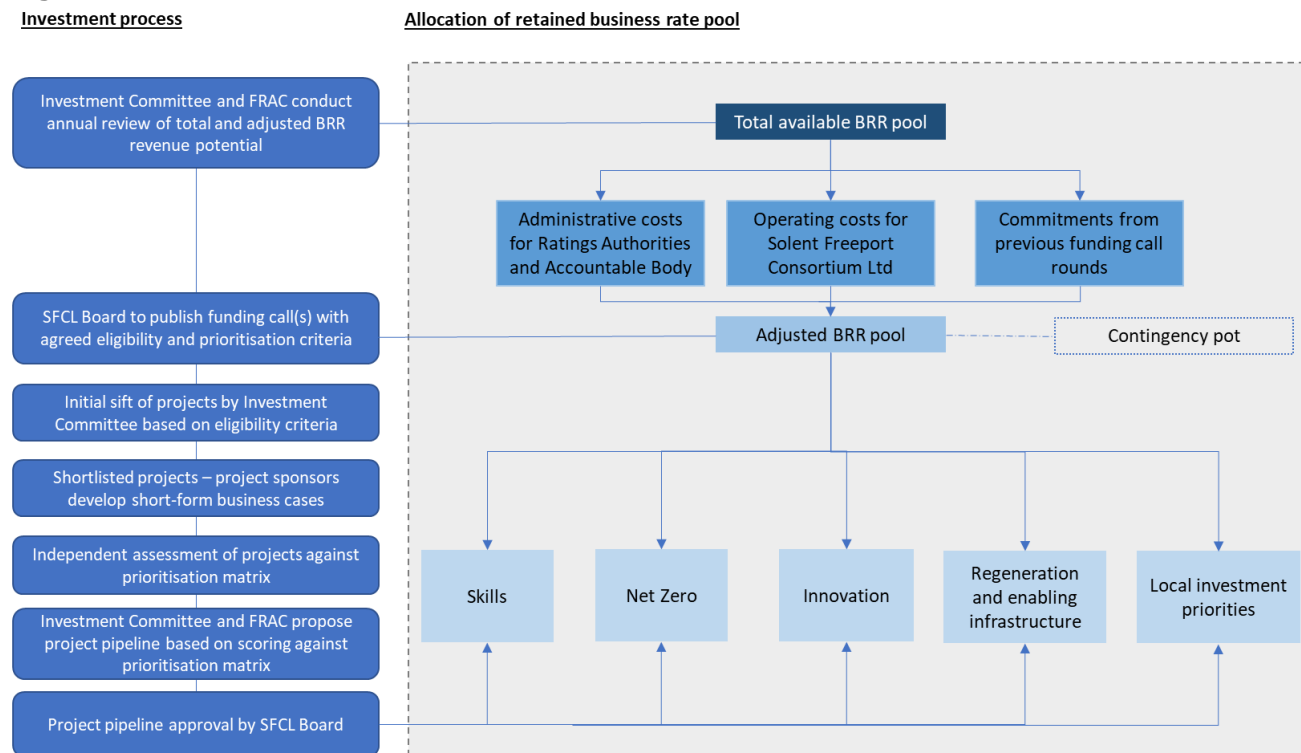 Investment process
Allocation of retained business rate pool
Investment Committee and FRAC conduct
annual review of total and adjusted BRR
revenue potential
Total available BRR pool
Administrative costs
for Ratings Authorities
and Accountable Body
Operating costs for
Solent Freeport
Consortium Ltd
Commitments from
previous funding call
rounds
SFCL Board to publish funding call(s) with
agreed eligibility and prioritisation criteria
Adjusted BRR pool
Contingency pot
Initial sift of projects by Investment
Committee based on eligibility criteria
Shortlisted projects – project sponsors
develop short-form business cases
Independent assessment of projects against
prioritisation matrix
Skills
Net Zero
Innovation
Regeneration
and enabling
infrastructure
Local investment
priorities
Investment Committee and FRAC propose
project pipeline based on scoring against
prioritisation matrix
Project pipeline approval by SFCL Board